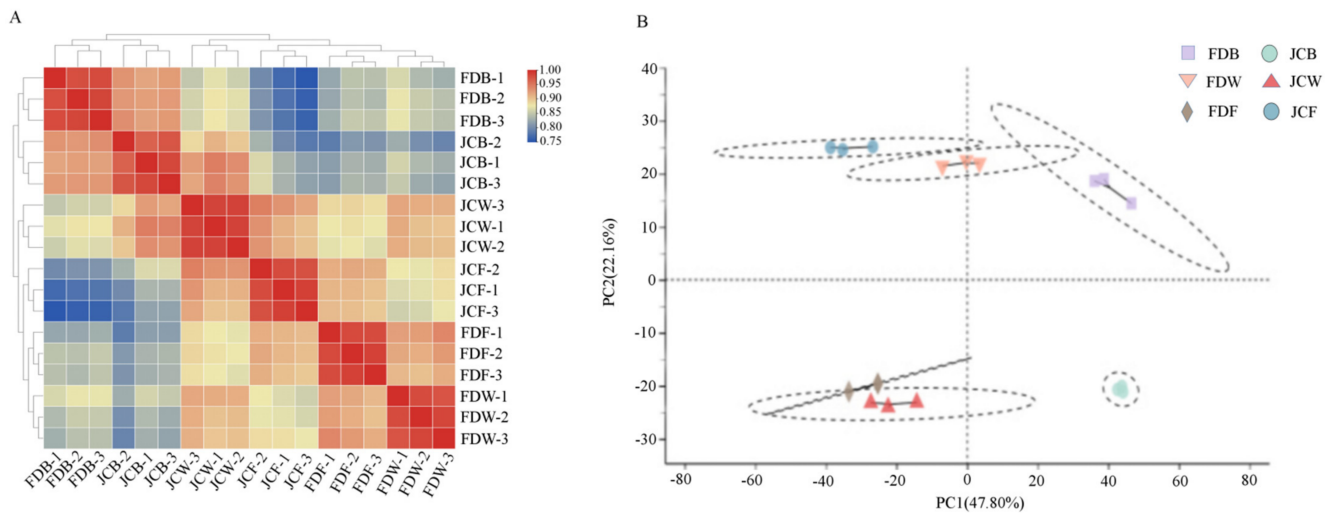 A
1.00
0.95
0.90
0.85
0.80
0.75
FDB-1
FDB-2
FDB-3
JCB-2
JCB-1
JCB-3
JCW-3
JCW-1
JCW-2
JCF-2
JCF-1
JCF-3
FDF-1
FDF-2
FDF-3
FDW-1
FDW-2
FDW-3
FDB-1
FDB-2
FDB-3
JCB-2
JCB-1
JCB-3
JCW-3
JCW-1
JCW-2
JCF-2
JCF-1
JCF-3
FDF-1
FDF-2
FDF-3
FDW-1
FDW-2
FDW-3
B
FDB JCB
FDW JCW
FDF JCF
PC2(22.16%)
40
30
20
10
0
-10
-20
-30
-80 -60 -40 -20 0 20 40 60 80
PC1(47.80%)